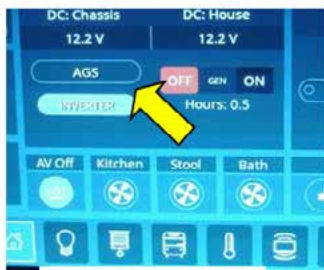 DC: Chassis DC: House
12.2 V 12.2 V
AGS
OFF GEN ON
INVERTER
Hours: 0.5
AV Off Kitchen Stool Bath